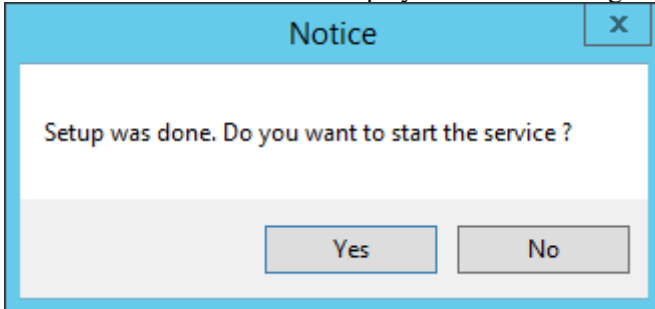 Notice
X
Setup was done. Do you want to start the service ?
Yes
No